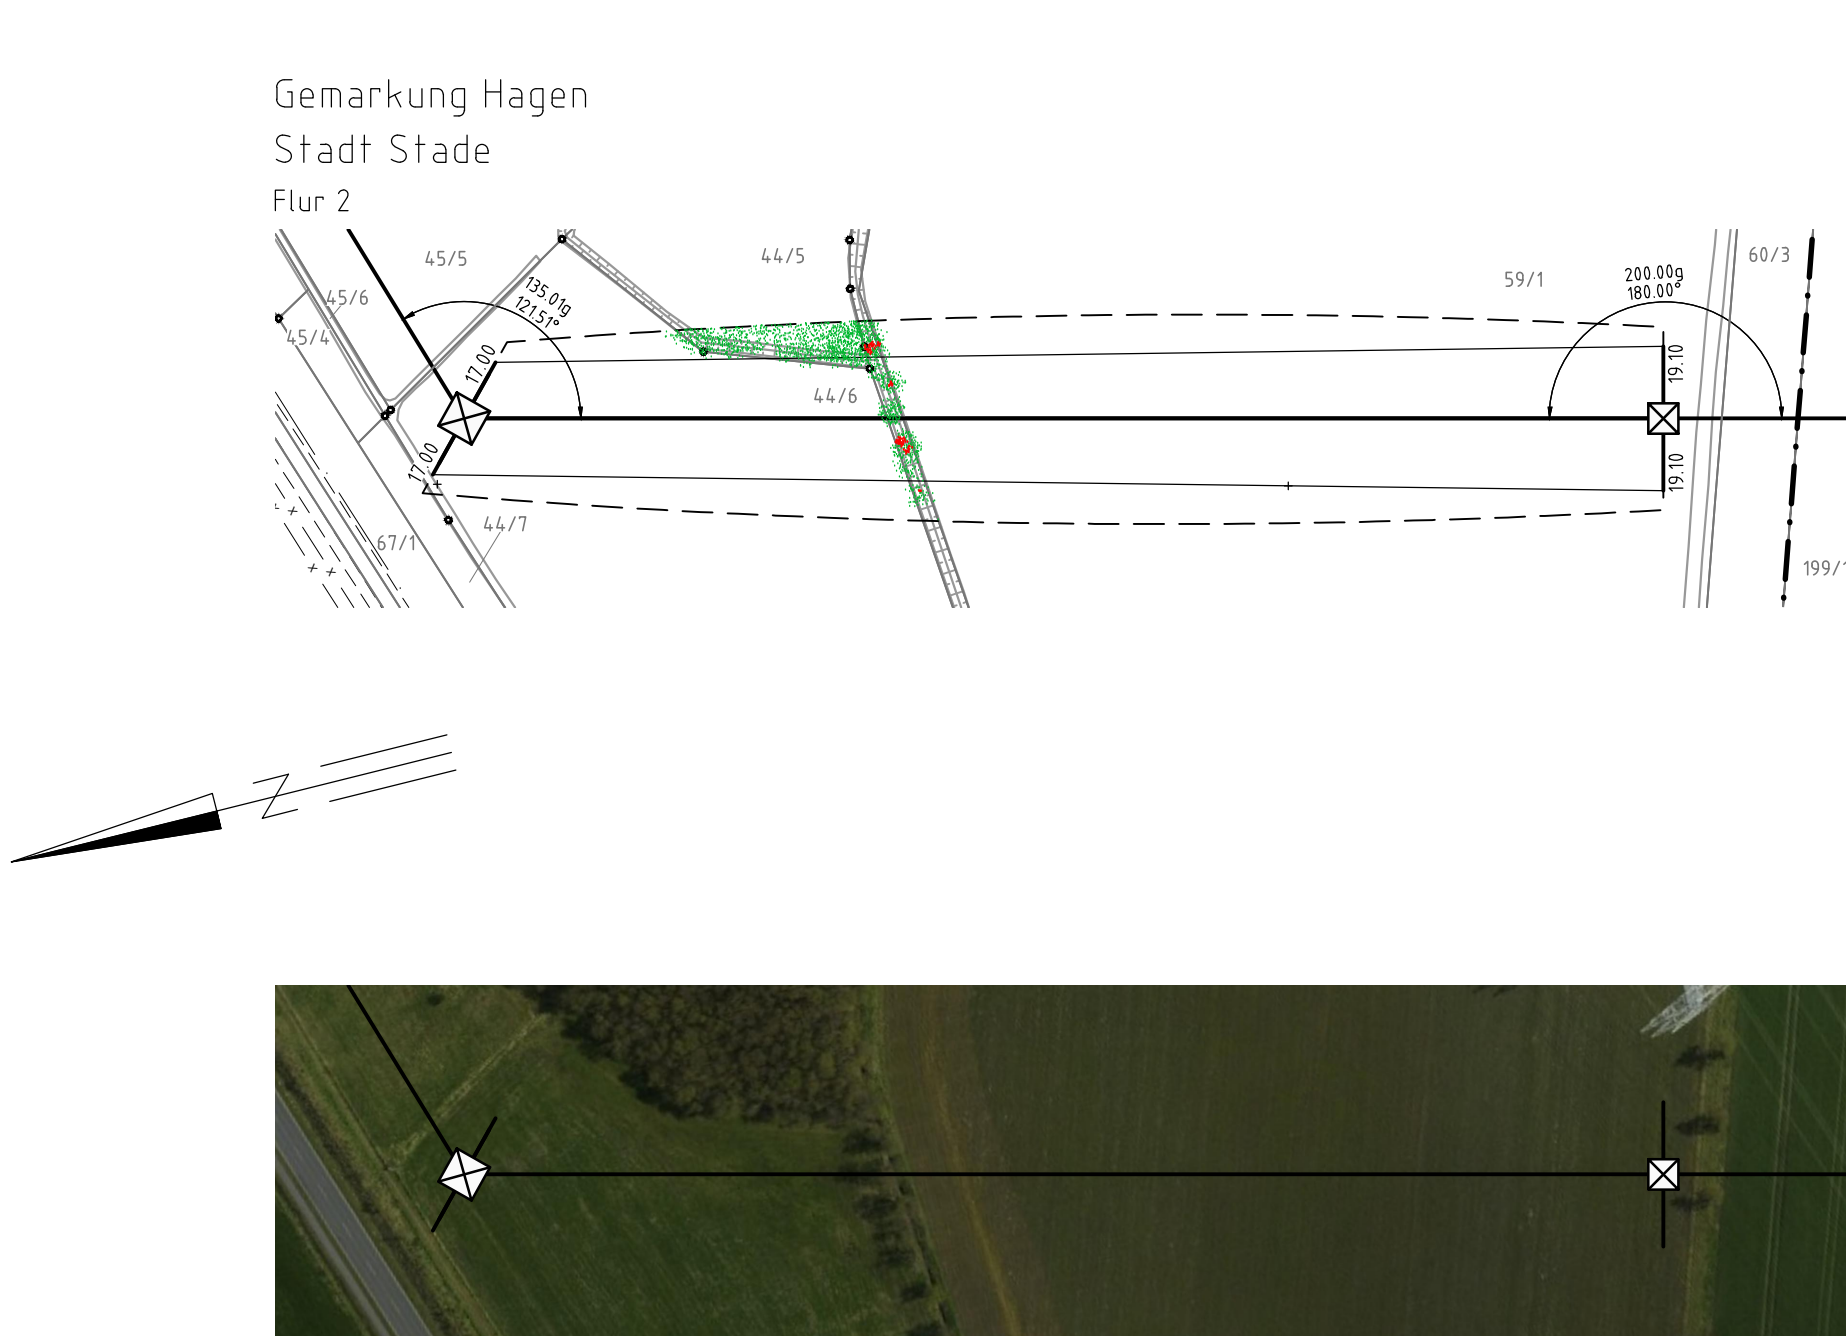 Gemarkung Hagen
Stadt Stade
Flur 2
45/5
44/5
59/1
60/3
45/6
45/4
135.01g
121.51°
200.00g
180.00°
17.00
19.10
44/6
17.00
19.10
44/7
67/1
199/1
N